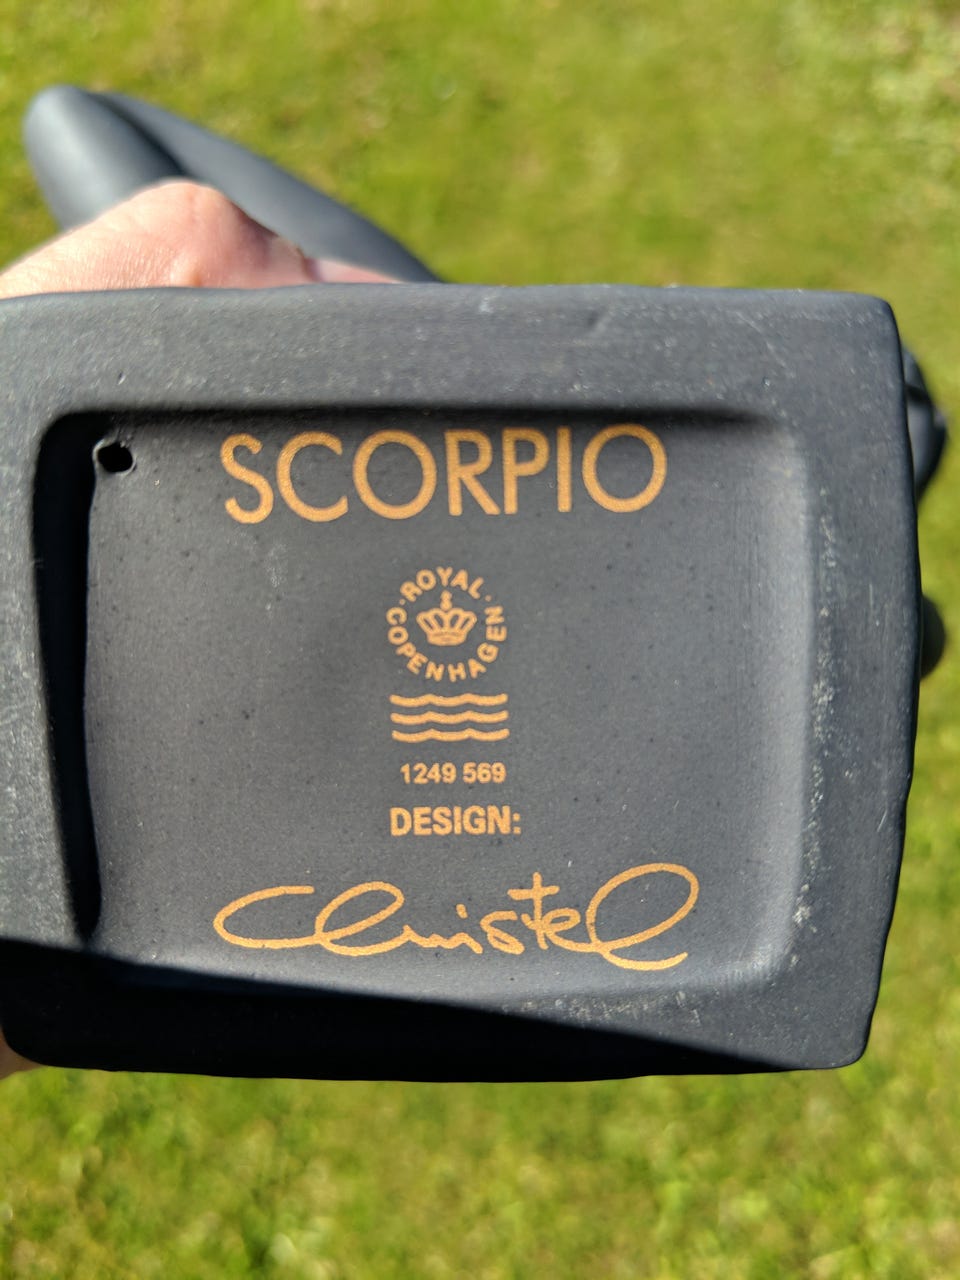 SCORPIO
ROYAL
COPENHAGEN
1249 569
DESIGN:
Christel